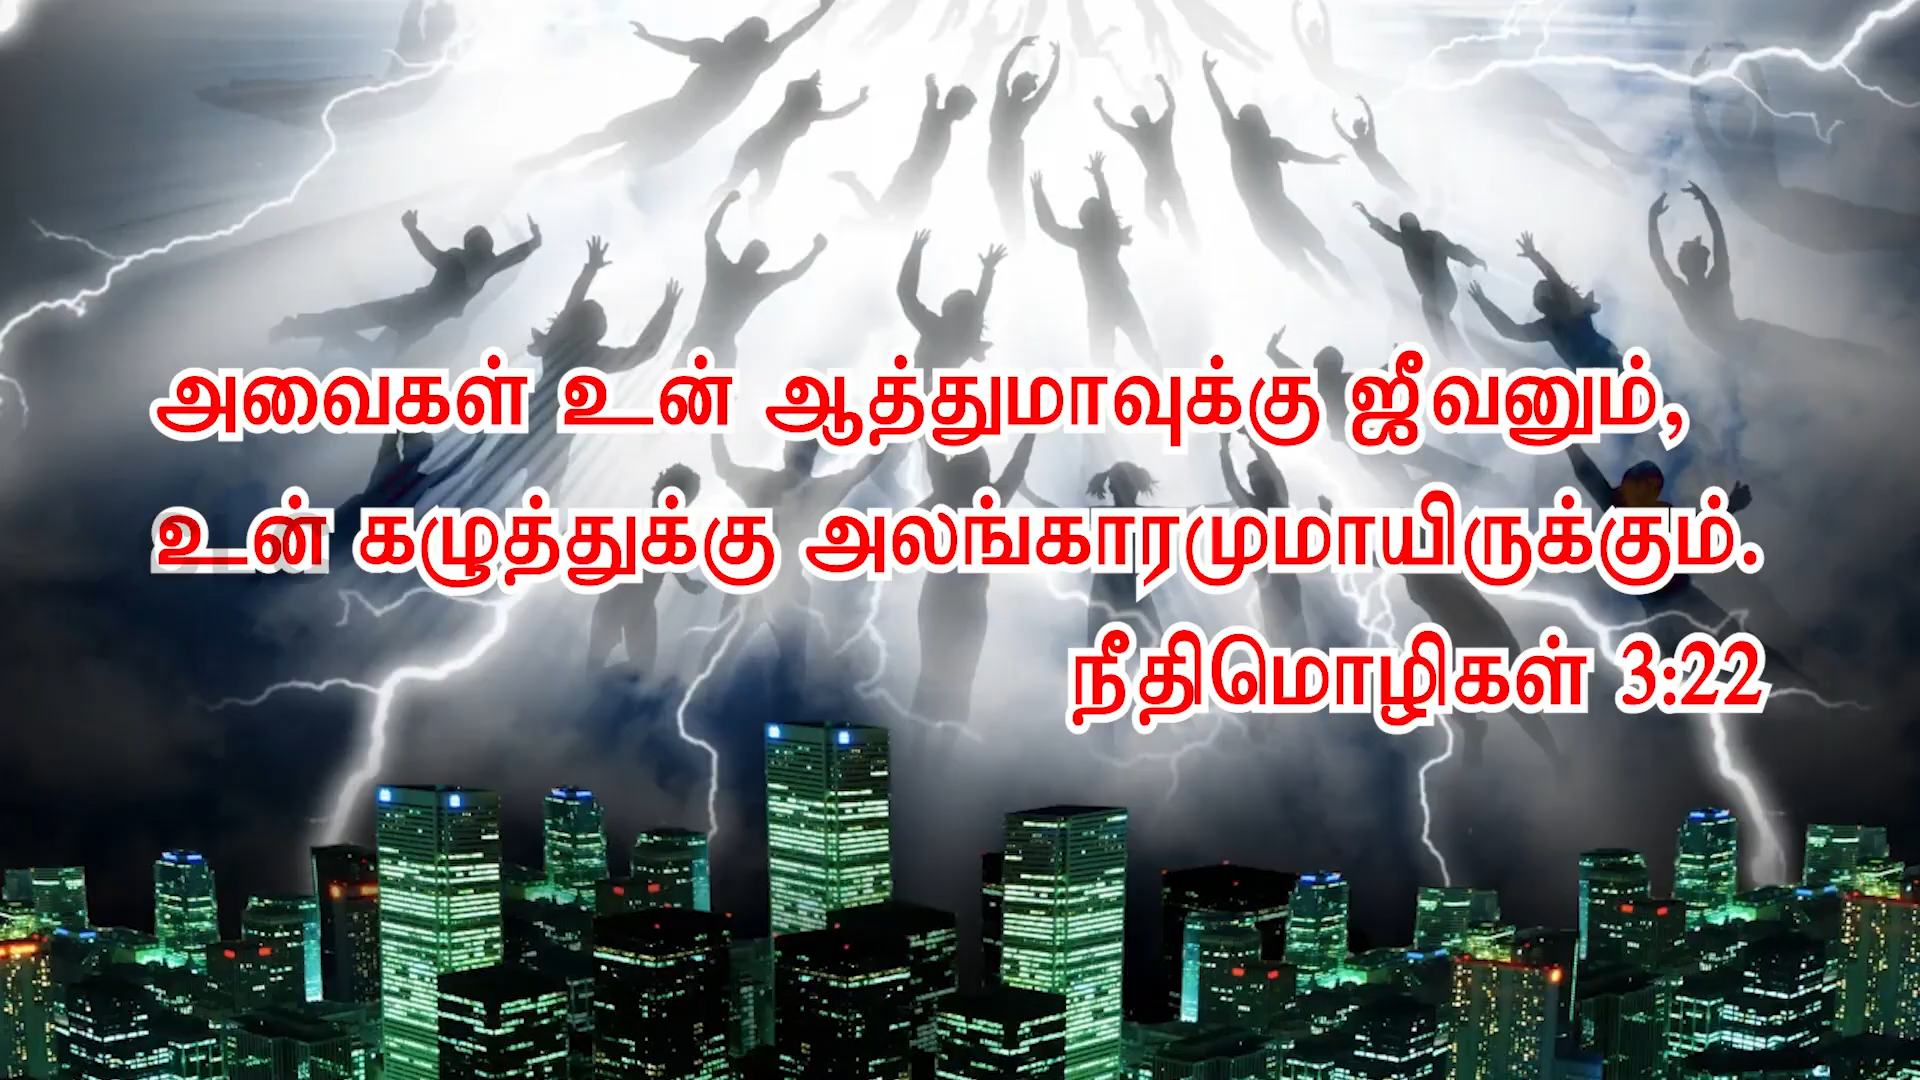 அவைகள் உன் ஆத்துமாவுக்கு ஜீவனும்,
உன் கழுத்துக்கு அலங்காரமுமாயிருக்கும்.
நீதிமொழிகள் 3:22